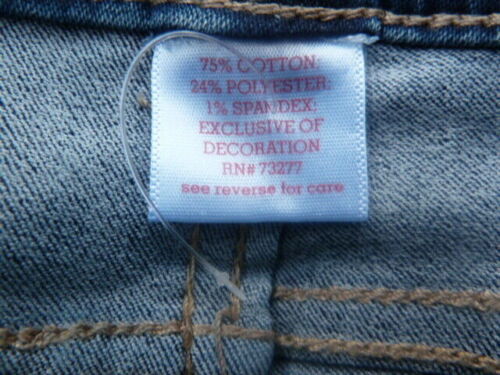 75% COTTON;
24% POLYESTER;
1% SPANDEX;
EXCLUSIVE OF
DECORATION
RN# 73277
see reverse for care